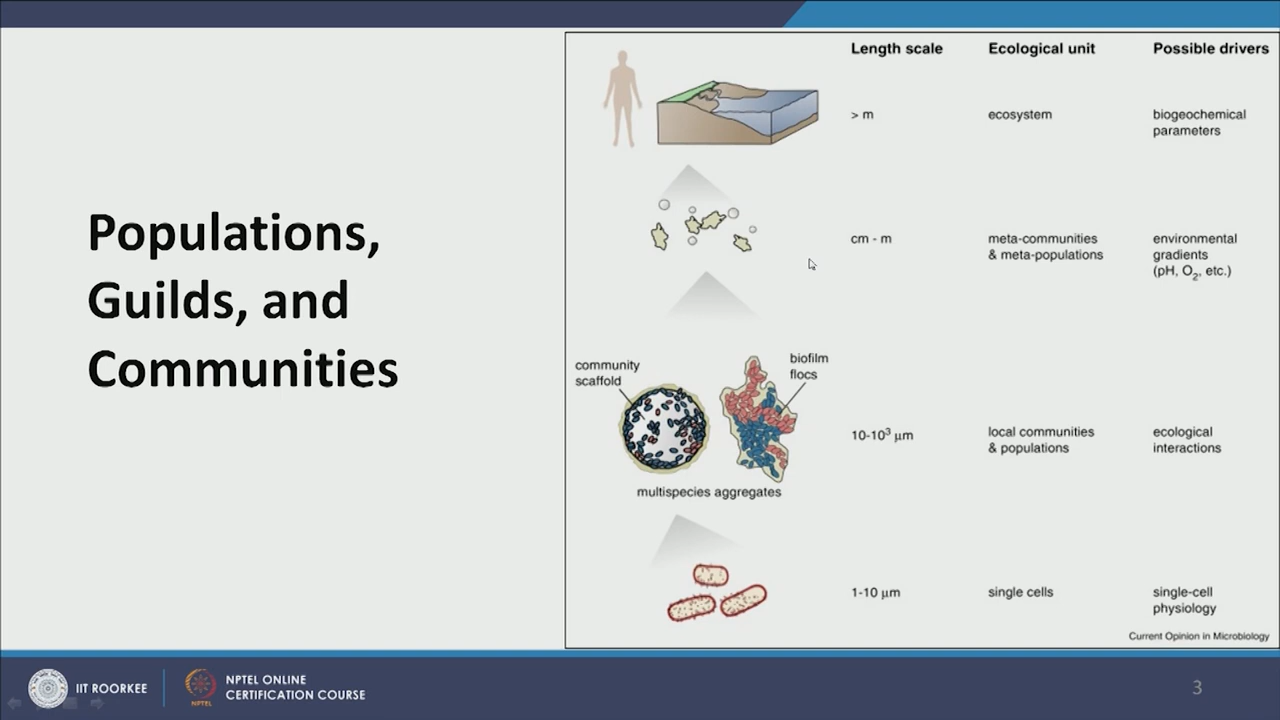 Populations,
Guilds, and
Communities
Length scale
Ecological unit
Possible drivers
> m
ecosystem
biogeochemical
parameters
cm - m
meta-communities
& meta-populations
environmental
gradients
(pH, O2, etc.)
community
scaffold
biofilm
flocs
10-10³ µm
local communities
& populations
ecological
interactions
multispecies aggregates
1-10 µm
single cells
single-cell
physiology
Current Opinion in Microbiology
IIT ROORKEE
NPTEL
NPTEL ONLINE
CERTIFICATION COURSE
3